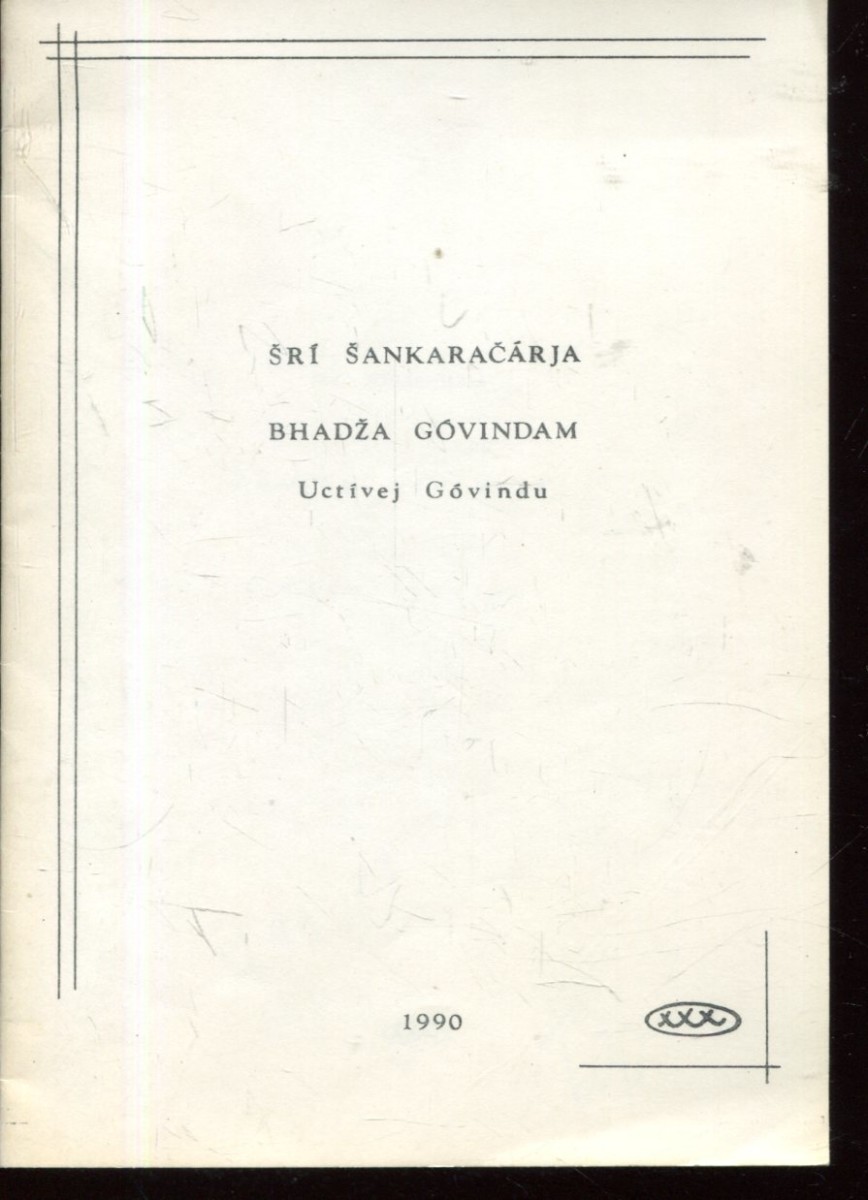 ŠRÍ ŠANKARAČÁRJA
BHADŽA GÓVINDAM
Uctívej Góvindu
1990
xxx